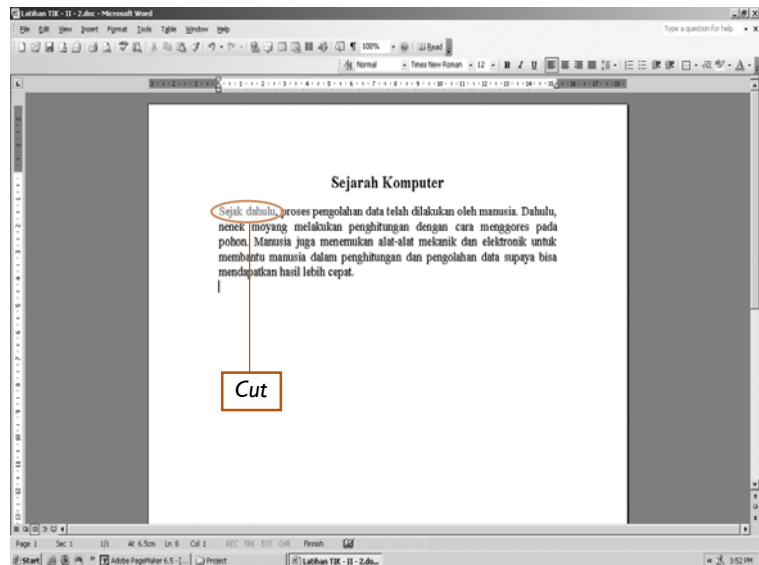 Latihan TIK - II - 2.doc - Microsoft Word
File Edit View Insert Format Tools Table Window Help
Type a question for help
100% Read
Normal Times New Roman 12 B I U
Sejarah Komputer
Sejak dahulu, proses pengolahan data telah dilakukan oleh manusia. Dahulu,
nenek moyang melakukan penghitungan dengan cara menggores pada
pohon. Manusia juga menemukan alat-alat mekanik dan elektronik untuk
membantu manusia dalam penghitungan dan pengolahan data supaya bisa
mendapatkan hasil lebih cepat.
Cut
Page 1 Sec 1 1/1 At 6.5cm Ln 8 Col 1 REC TRK EXT OVR Finnish
Start Adobe PageMaker 6.5 - [... Project Latihan TIK - II - 2.do... 3:52 PM